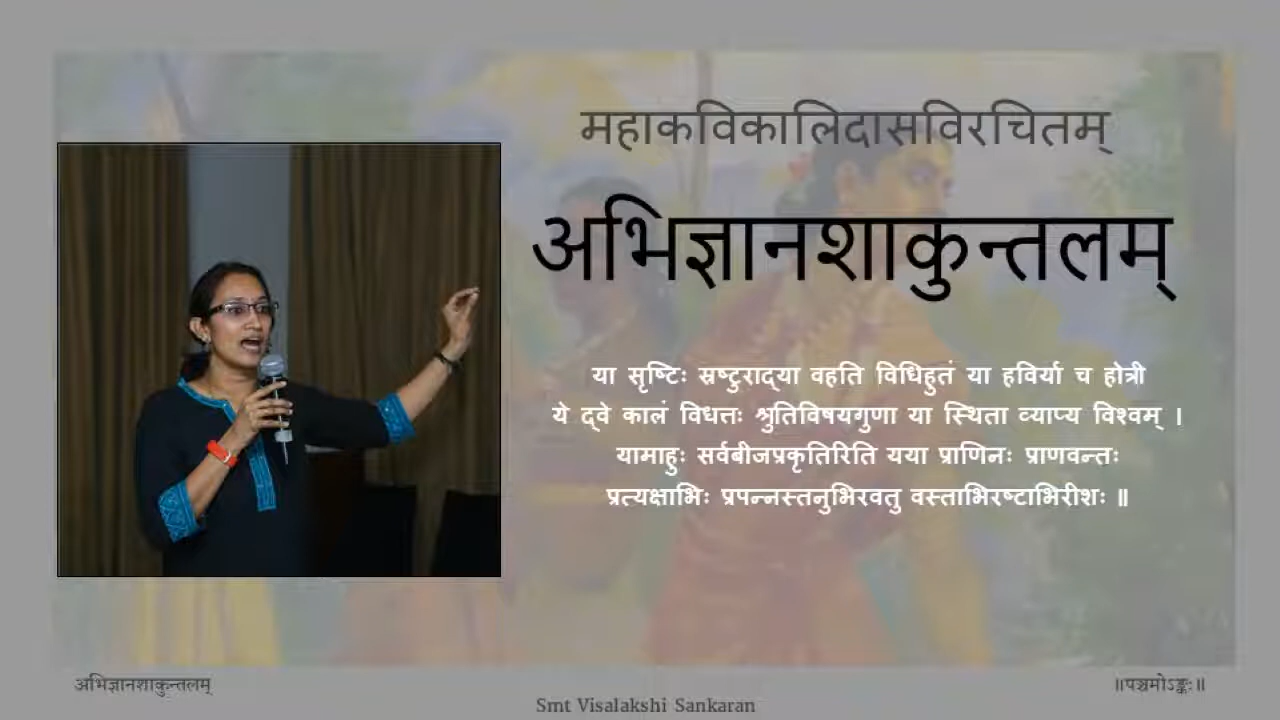 महाकविकालिदासविरचितम्
अभिज्ञानशाकुन्तलम्
या सृष्टिः स्रष्टुराद्या वहति विधिहुतं या हविर्या च होत्री
ये द्वे कालं विधत्तः श्रुतिविषयगुणा या स्थिता व्याप्य विश्वम् ।
यामाहुः सर्वबीजप्रकृतिरिति यया प्राणिनः प्राणवन्तः
प्रत्यक्षाभिः प्रपन्नस्तनुभिरवतु वस्ताभिरष्टाभिरीशः ॥
अभिज्ञानशाकुन्तलम्
॥पञ्चमोऽङ्कः॥
Smt Visalakshi Sankaran